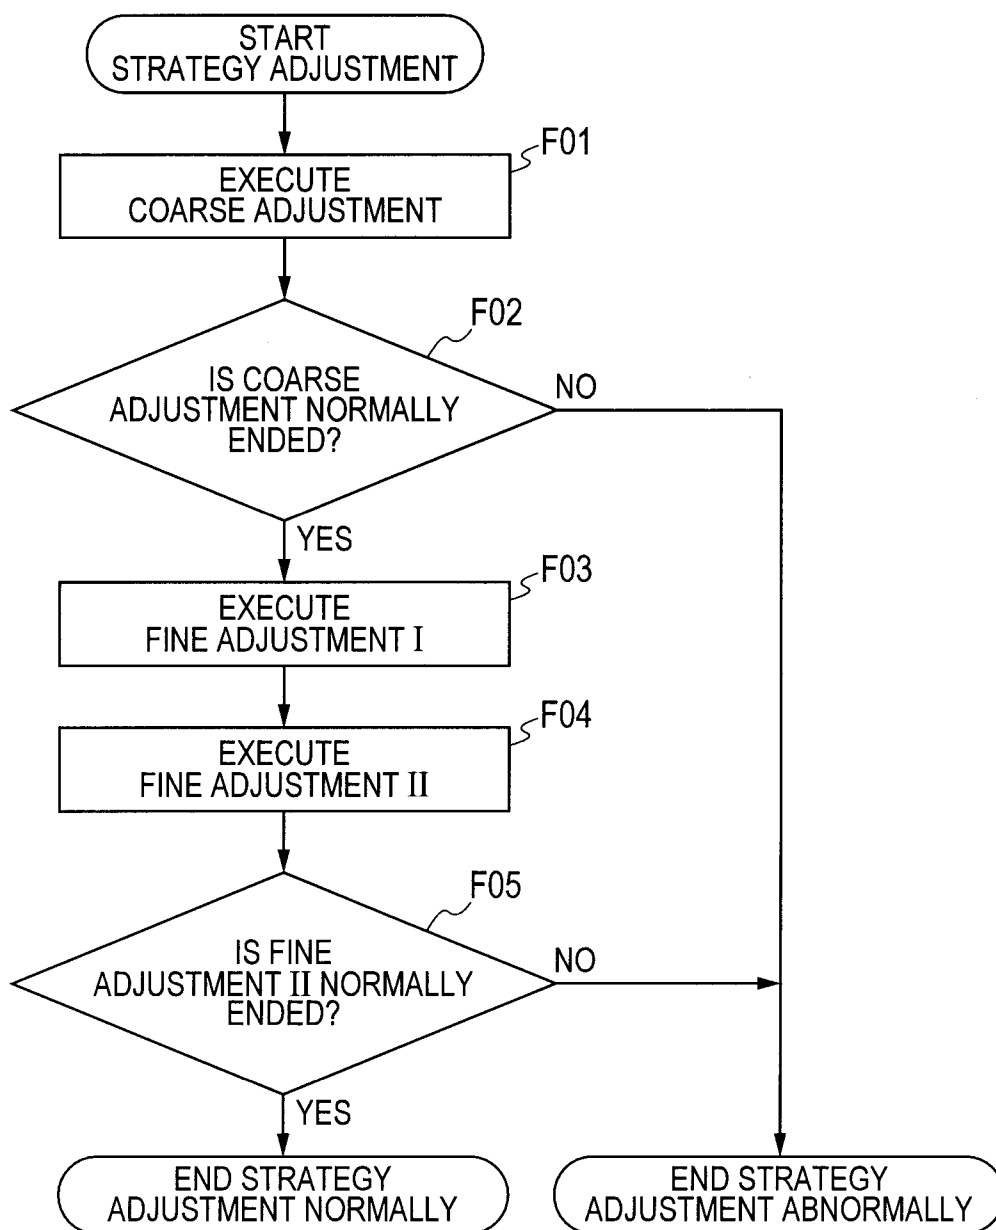 START
STRATEGY ADJUSTMENT
F01
EXECUTE
COARSE ADJUSTMENT
F02
IS COARSE
ADJUSTMENT NORMALLY
ENDED?
NO
YES
F03
EXECUTE
FINE ADJUSTMENT I
F04
EXECUTE
FINE ADJUSTMENT II
F05
IS FINE
ADJUSTMENT II NORMALLY
ENDED?
NO
YES
END STRATEGY
ADJUSTMENT NORMALLY
END STRATEGY
ADJUSTMENT ABNORMALLY